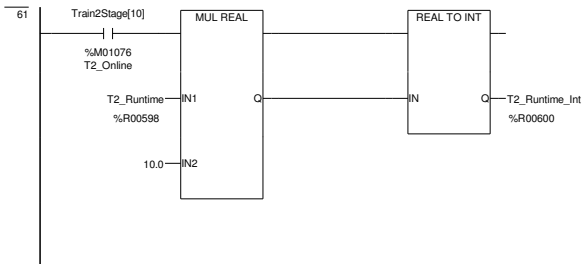 61
Train2Stage[10]
%M01076
T2_Online
MUL REAL
REAL TO INT
T2_Runtime
IN1
Q
IN
Q
T2_Runtime_Int
%R00598
%R00600
10.0
IN2